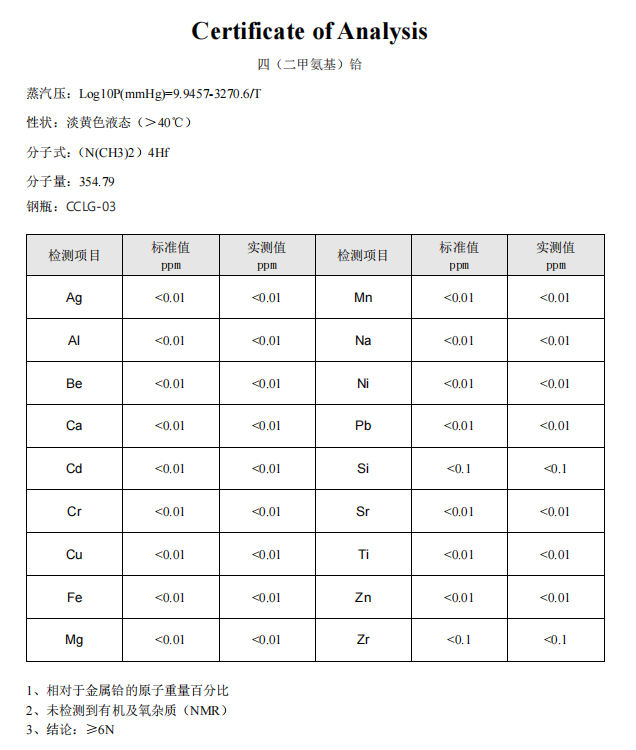 Certificate of Analysis
四（二甲氨基）铪
蒸汽压：Log10P(mmHg)=9.9457-3270.6/T
性状：淡黄色液态（＞40℃）
分子式：（N(CH3)2）4Hf
分子量：354.79
钢瓶：CCLG-03
检测项目 标准值 ppm 实测值 ppm 检测项目 标准值 ppm 实测值 ppm
Ag <0.01 <0.01 Mn <0.01 <0.01
Al <0.01 <0.01 Na <0.01 <0.01
Be <0.01 <0.01 Ni <0.01 <0.01
Ca <0.01 <0.01 Pb <0.01 <0.01
Cd <0.01 <0.01 Si <0.1 <0.1
Cr <0.01 <0.01 Sr <0.01 <0.01
Cu <0.01 <0.01 Ti <0.01 <0.01
Fe <0.01 <0.01 Zn <0.01 <0.01
Mg <0.01 <0.01 Zr <0.1 <0.1
1、相对于金属铪的原子重量百分比
2、未检测到有机及氧杂质（NMR）
3、结论：≥6N